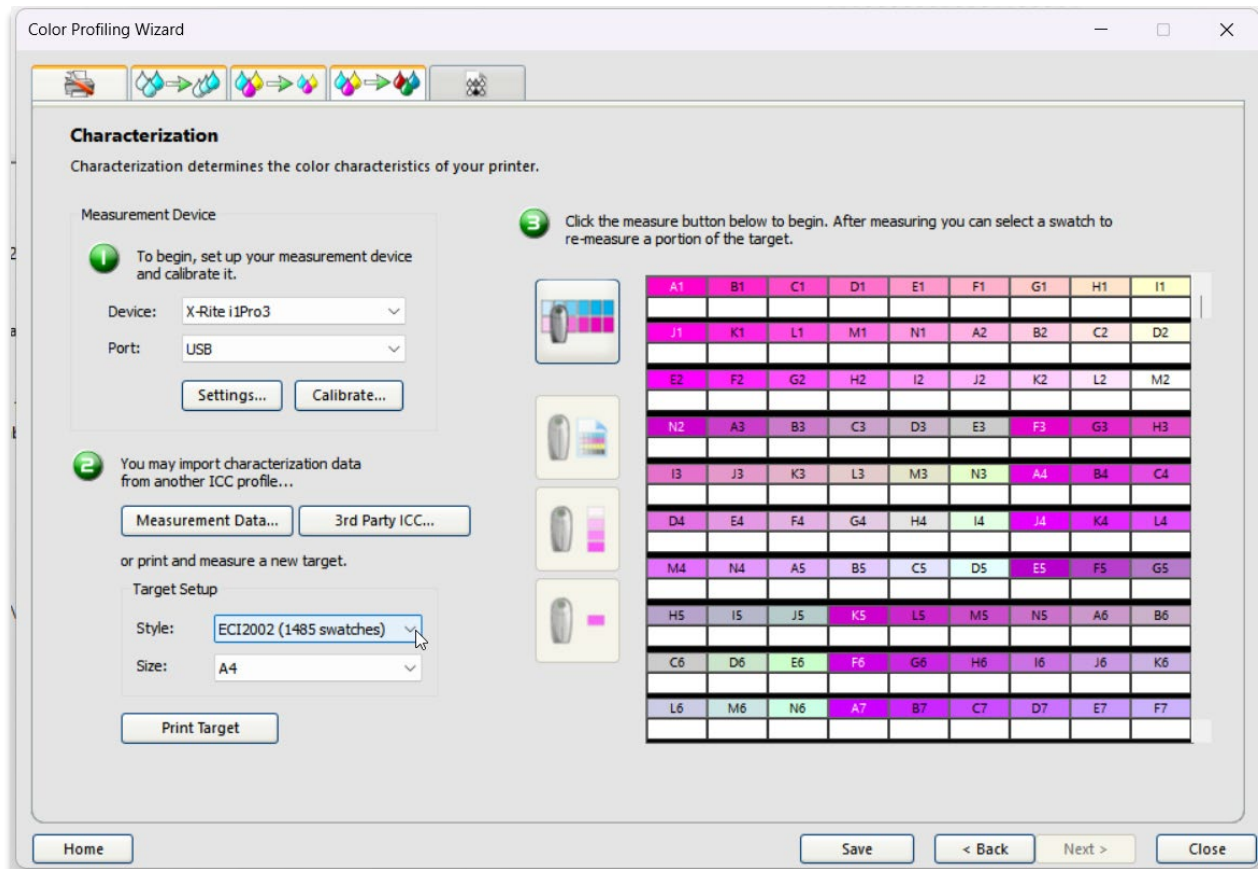 Color Profiling Wizard
Characterization
Characterization determines the color characteristics of your printer.
Measurement Device
1 To begin, set up your measurement device
and calibrate it.
Device: X-Rite i1Pro3
Port: USB
Settings... Calibrate...
2 You may import characterization data
from another ICC profile...
Measurement Data... 3rd Party ICC...
or print and measure a new target.
Target Setup
Style: ECI2002 (1485 swatches)
Size: A4
Print Target
3 Click the measure button below to begin. After measuring you can select a swatch to
re-measure a portion of the target.
A1 B1 C1 D1 E1 F1 G1 H1 I1
J1 K1 L1 M1 N1 A2 B2 C2 D2
E2 F2 G2 H2 I2 J2 K2 L2 M2
N2 A3 B3 C3 D3 E3 F3 G3 H3
I3 J3 K3 L3 M3 N3 A4 B4 C4
D4 E4 F4 G4 H4 I4 J4 K4 L4
M4 N4 A5 B5 C5 D5 E5 F5 G5
H5 I5 J5 K5 L5 M5 N5 A6 B6
C6 D6 E6 F6 G6 H6 I6 J6 K6
L6 M6 N6 A7 B7 C7 D7 E7 F7
Home Save < Back Next > Close